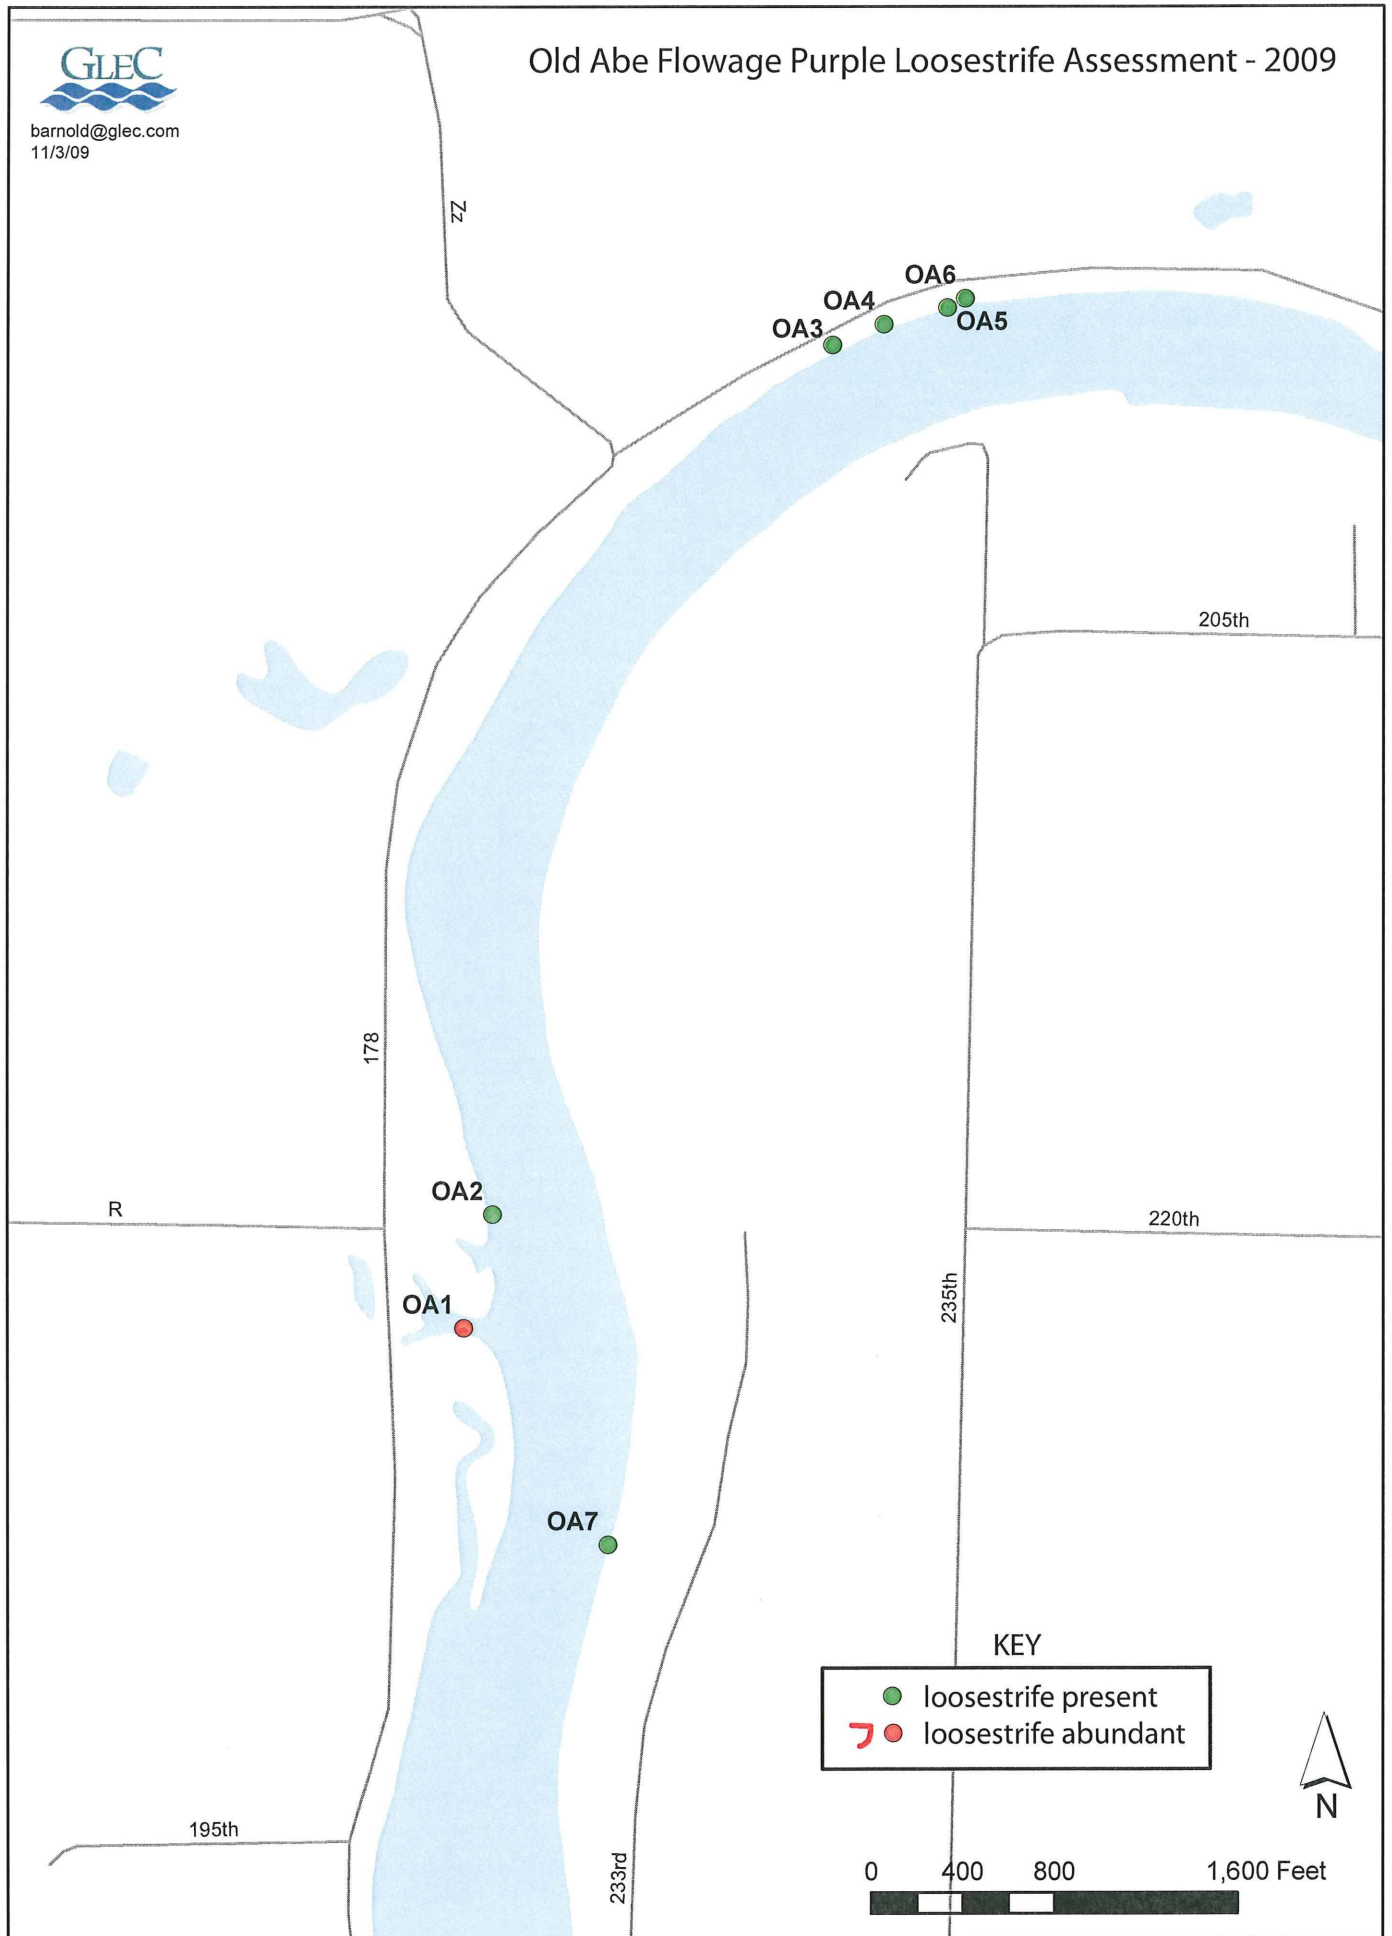 GLEC
barnold@glec.com
11/3/09
Old Abe Flowage Purple Loosestrife Assessment - 2009
Zz
OA6
OA4
OA5
OA3
205th
178
OA2
R
220th
235th
OA1
OA7
KEY
loosestrife present
loosestrife abundant
N
195th
233rd
0 400 800 1,600 Feet